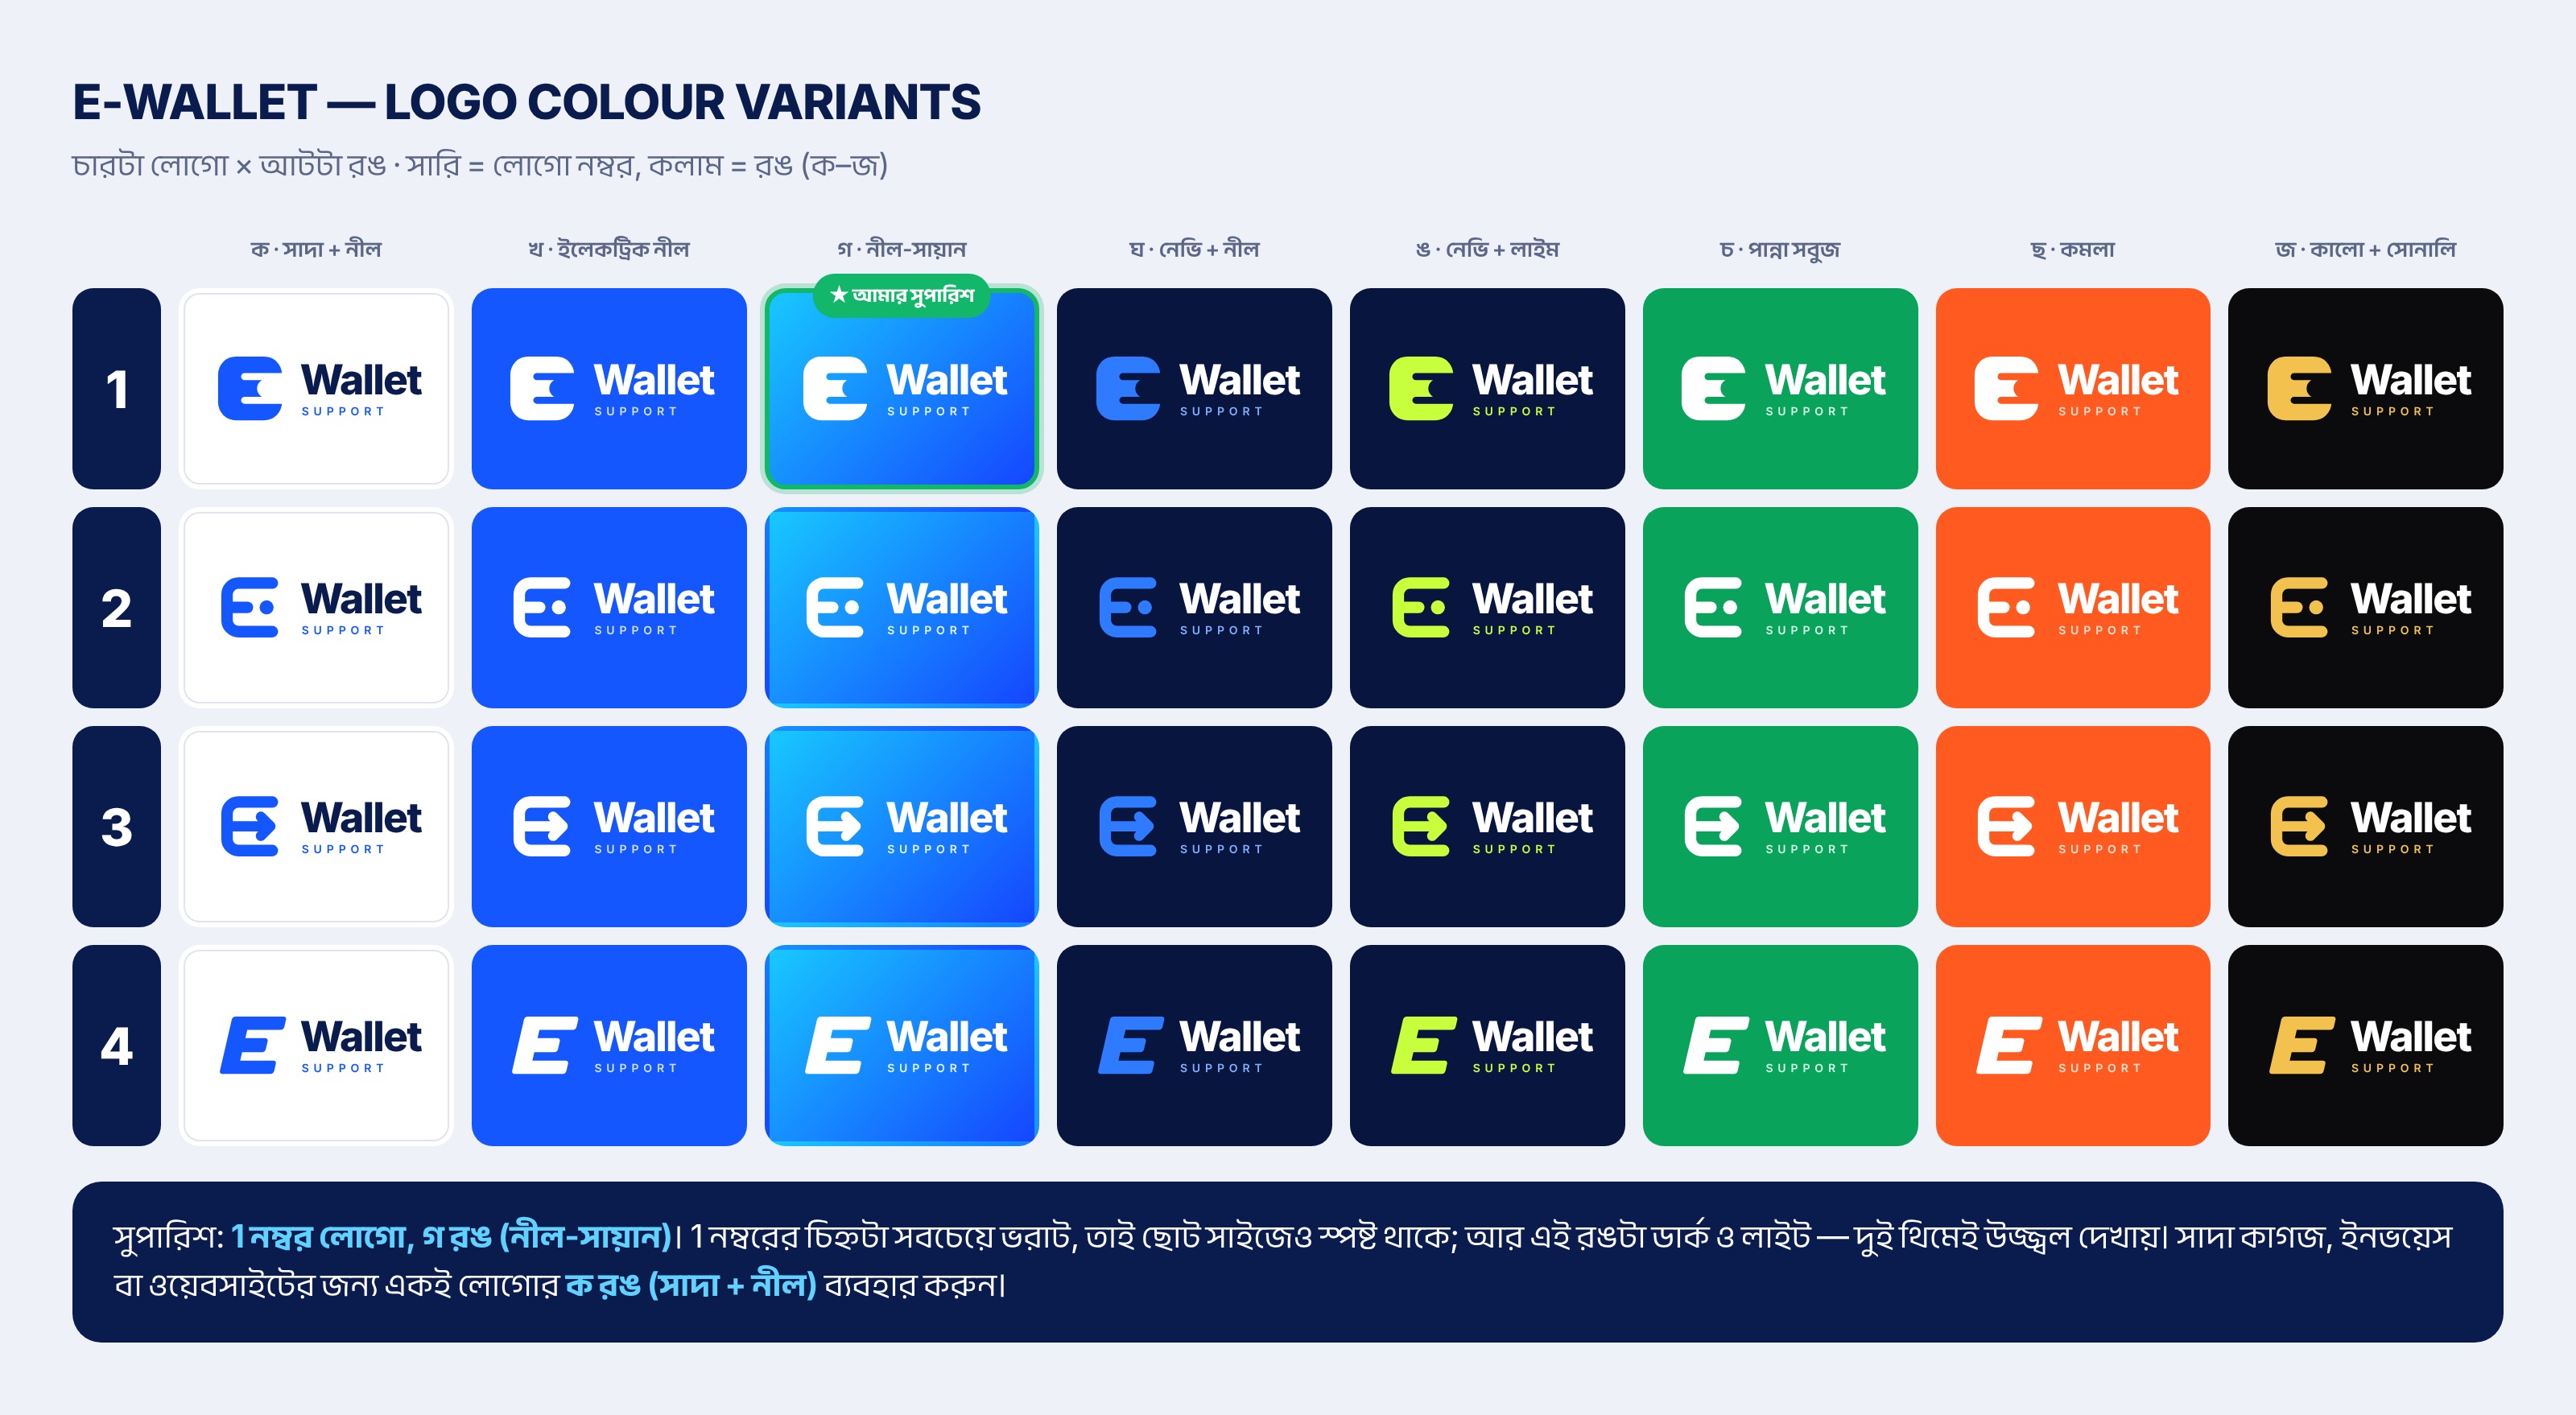 E-WALLET — LOGO COLOUR VARIANTS
চারটা লোগো × আটটা রঙ · সারি = লোগো নম্বর, কলাম = রঙ (ক–জ)
ক · সাদা + নীল
খ · ইলেকট্রিক নীল
গ · নীল-সায়ান
ঘ · নেভি + নীল
ঙ · নেভি + লাইম
চ · পান্না সবুজ
ছ · কমলা
জ · কালো + সোনালি
★ আমার সুপারিশ
1
E Wallet
SUPPORT
E Wallet
SUPPORT
E Wallet
SUPPORT
E Wallet
SUPPORT
E Wallet
SUPPORT
E Wallet
SUPPORT
E Wallet
SUPPORT
E Wallet
SUPPORT
2
E Wallet
SUPPORT
E Wallet
SUPPORT
E Wallet
SUPPORT
E Wallet
SUPPORT
E Wallet
SUPPORT
E Wallet
SUPPORT
E Wallet
SUPPORT
E Wallet
SUPPORT
3
E Wallet
SUPPORT
E Wallet
SUPPORT
E Wallet
SUPPORT
E Wallet
SUPPORT
E Wallet
SUPPORT
E Wallet
SUPPORT
E Wallet
SUPPORT
E Wallet
SUPPORT
4
E Wallet
SUPPORT
E Wallet
SUPPORT
E Wallet
SUPPORT
E Wallet
SUPPORT
E Wallet
SUPPORT
E Wallet
SUPPORT
E Wallet
SUPPORT
E Wallet
SUPPORT
সুপারিশ: 1 নম্বর লোগো, গ রঙ (নীল-সায়ান)। 1 নম্বরের চিহ্নটা সবচেয়ে ভরাট, তাই ছোট সাইজেও স্পষ্ট থাকে; আর এই রঙটা ডার্ক ও লাইট — দুই থিমেই উজ্জ্বল দেখায়। সাদা কাগজ, ইনভয়েস
বা ওয়েবসাইটের জন্য একই লোগোর ক রঙ (সাদা + নীল) ব্যবহার করুন।